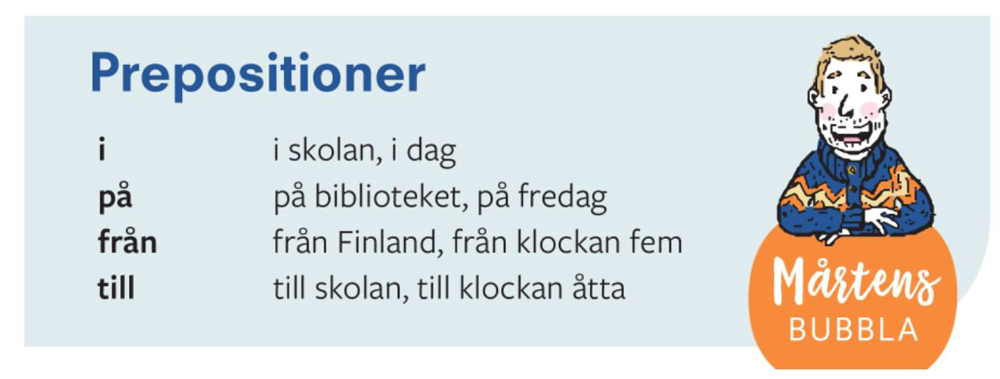 Prepositioner
i i skolan, i dag
på på biblioteket, på fredag
från från Finland, från klockan fem
till till skolan, till klockan åtta
Mårtens
BUBBLA